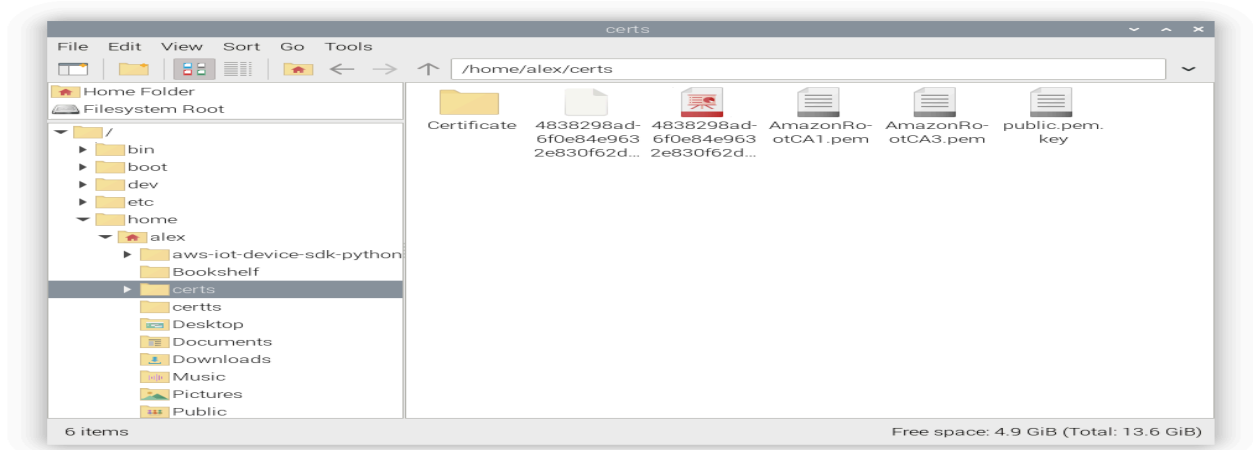 certs
File Edit View Sort Go Tools
/home/alex/certs
Home Folder
Filesystem Root
/
bin
boot
dev
etc
home
alex
aws-iot-device-sdk-python
Bookshelf
certs
certts
Desktop
Documents
Downloads
Music
Pictures
Public
Certificate
4838298ad-
6f0e84e963
2e830f62d...
4838298ad-
6f0e84e963
2e830f62d...
AmazonRo-
otCA1.pem
AmazonRo-
otCA3.pem
public.pem.
key
6 items
Free space: 4.9 GiB (Total: 13.6 GiB)